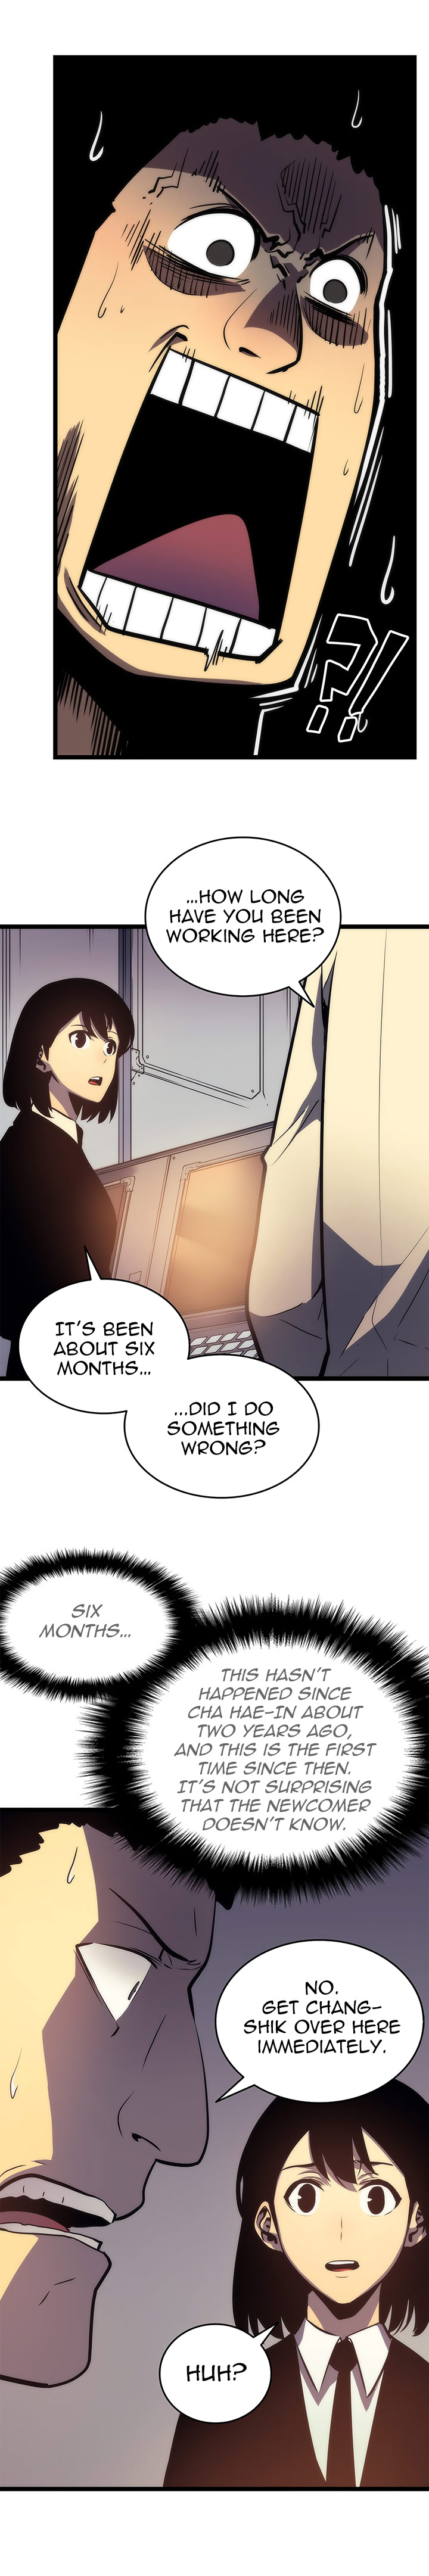 ?!
...HOW LONG
HAVE YOU BEEN
WORKING HERE?
IT'S BEEN
ABOUT SIX
MONTHS...
...DID I DO
SOMETHING
WRONG?
SIX
MONTHS...
THIS HASN'T
HAPPENED SINCE
CHA HAE-IN ABOUT
TWO YEARS AGO,
AND THIS IS THE FIRST
TIME SINCE THEN.
IT'S NOT SURPRISING
THAT THE NEWCOMER
DOESN'T KNOW.
NO.
GET CHANG-
SHIK OVER HERE
IMMEDIATELY.
HUH?